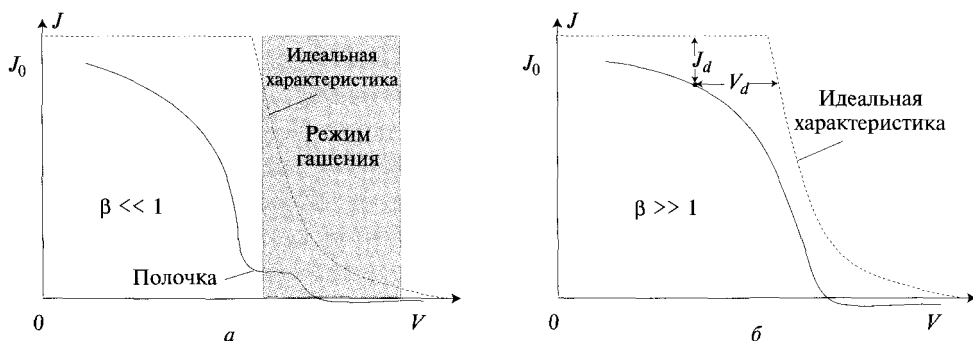 J
J₀
Идеальная
характеристика
Режим
гашения
β << 1
Полочка
0
а
V
J
J₀
J_d
V_d
Идеальная
характеристика
β >> 1
0
б
V